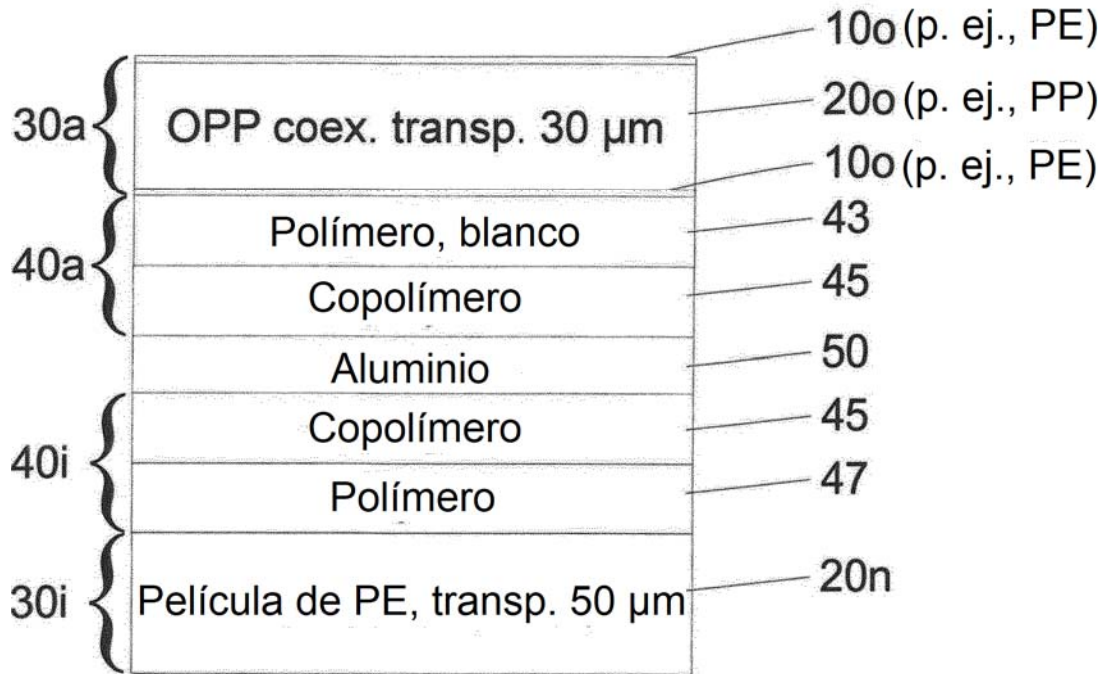 10o (p. ej., PE)
30a
OPP coex. transp. 30 µm
20o (p. ej., PP)
10o (p. ej., PE)
Polímero, blanco
43
40a
Copolímero
45
Aluminio
50
Copolímero
45
40i
Polímero
47
30i
Película de PE, transp. 50 µm
20n